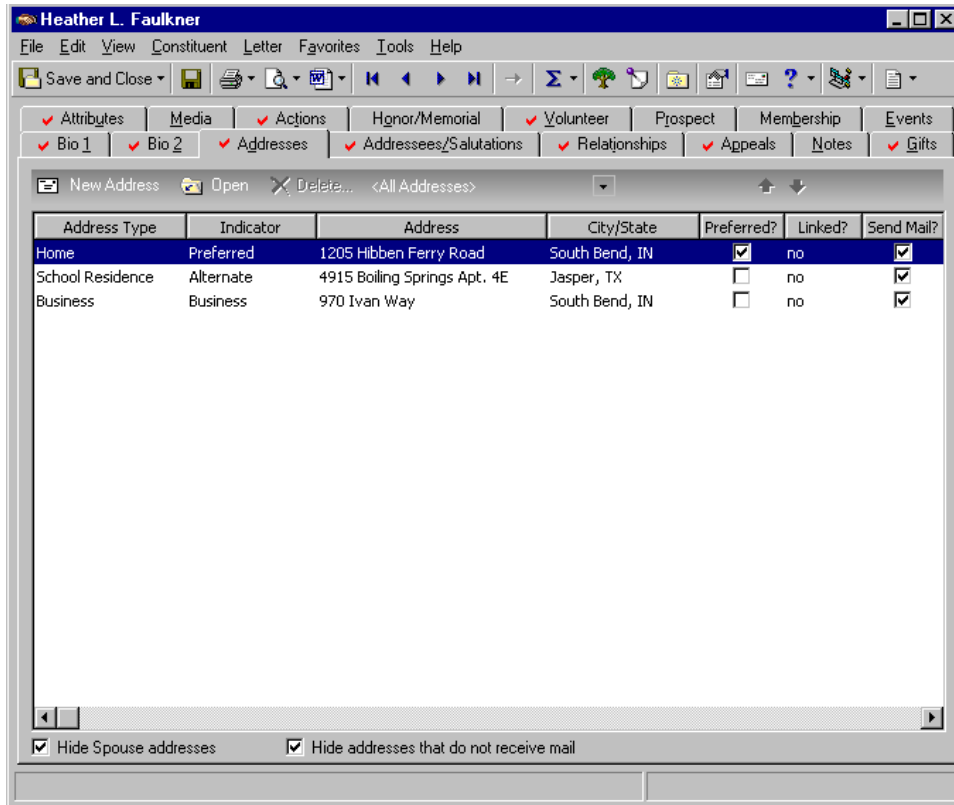 Heather L. Faulkner
File Edit View Constituent Letter Favorites Tools Help
Save and Close
Attributes Media Actions Honor/Memorial Volunteer Prospect Membership Events
Bio 1 Bio 2 Addresses Addressees/Salutations Relationships Appeals Notes Gifts
New Address Open Delete... <All Addresses>
Address Type Indicator Address City/State Preferred? Linked? Send Mail?
Home Preferred 1205 Hibben Ferry Road South Bend, IN no
School Residence Alternate 4915 Boiling Springs Apt. 4E Jasper, TX no
Business Business 970 Ivan Way South Bend, IN no
Hide Spouse addresses Hide addresses that do not receive mail